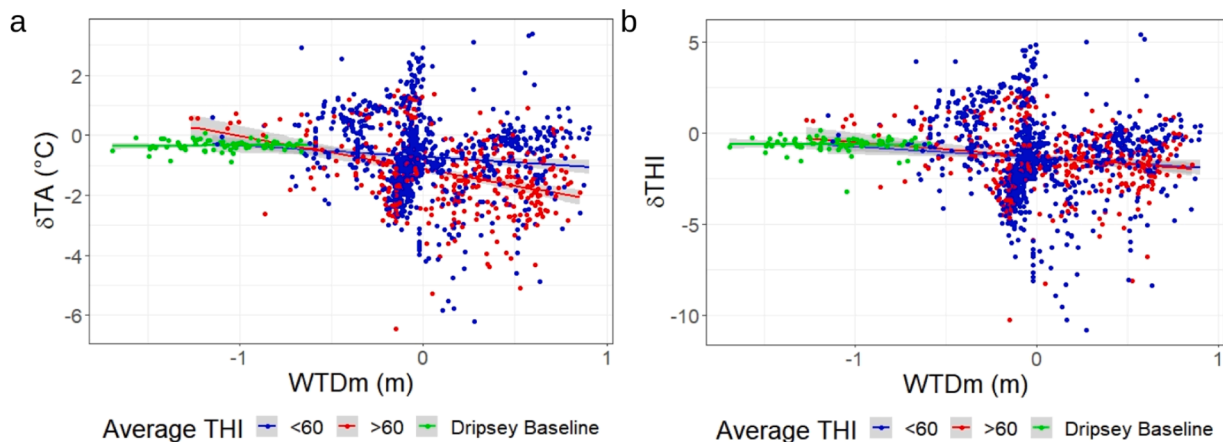 a
b
2
0
-2
-4
-6
δTA (°C)
-1
0
1
WTDm (m)
5
0
-5
-10
δTHI
-1
0
1
WTDm (m)
Average THI <60 >60 Dripsey Baseline
Average THI <60 >60 Dripsey Baseline